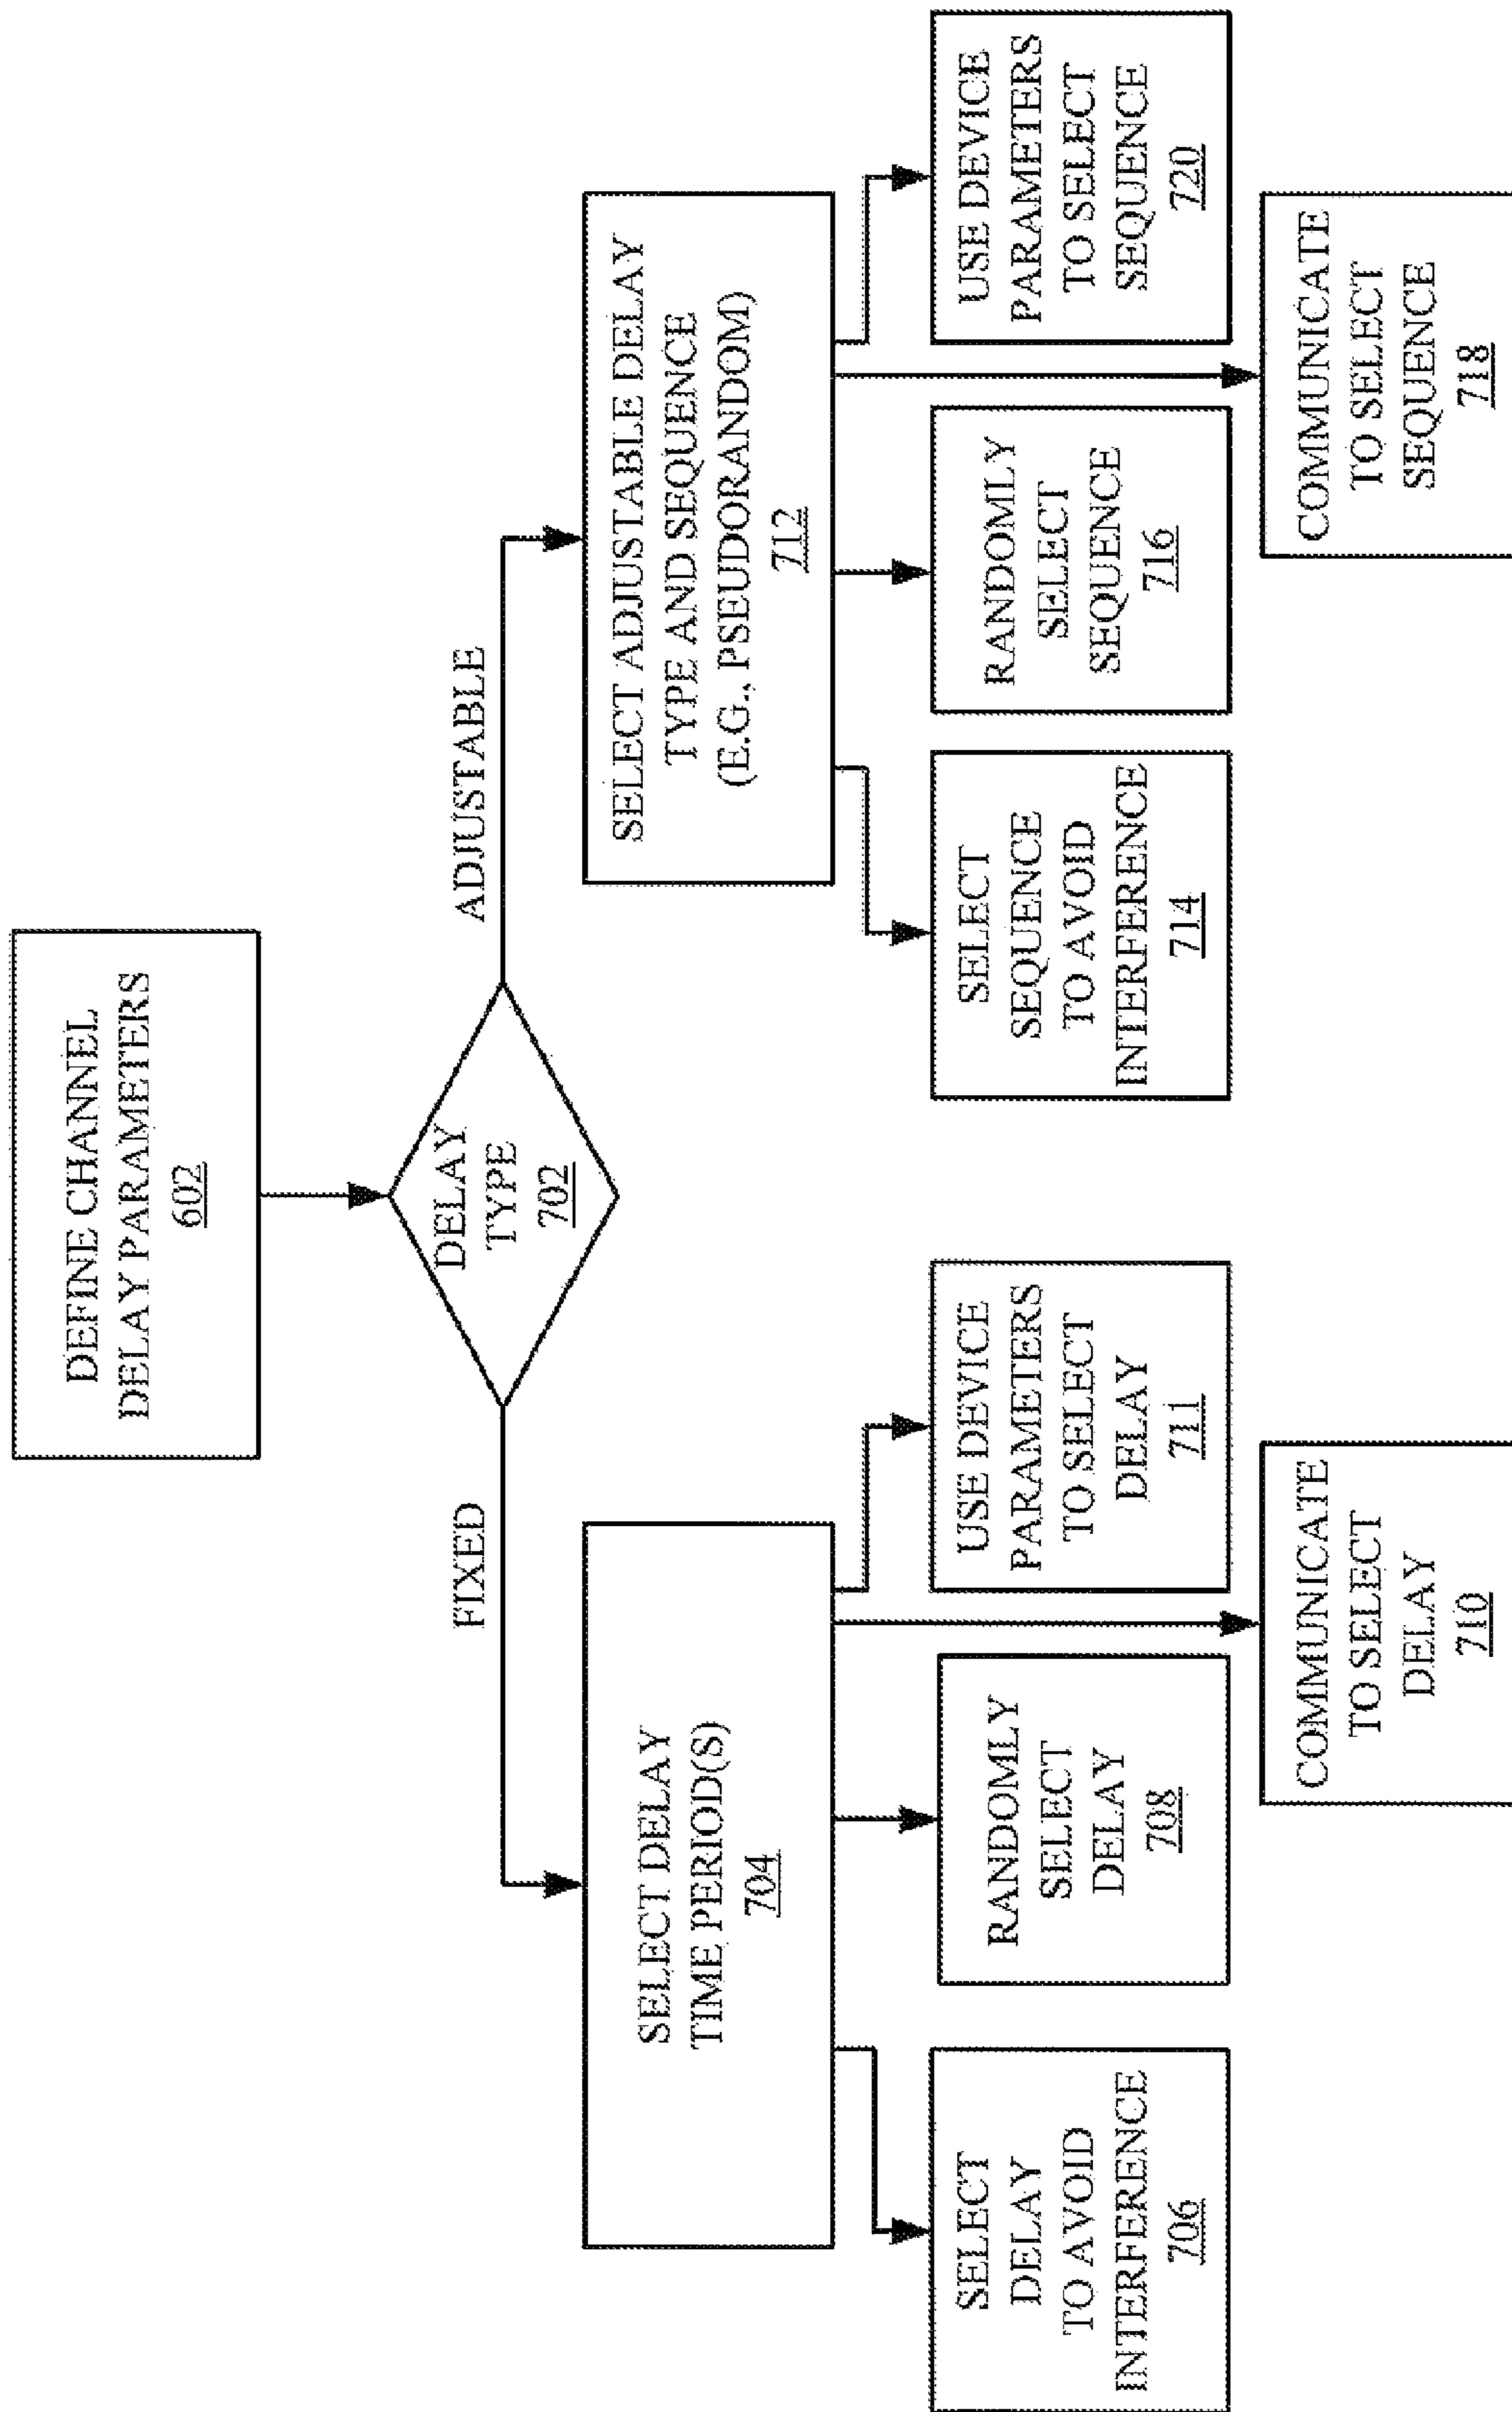 DEFINE CHANNEL
DELAY PARAMETERS
602
DELAY
TYPE
702
FIXED
ADJUSTABLE
SELECT DELAY
TIME PERIOD(S)
704
SELECT ADJUSTABLE DELAY
TYPE AND SEQUENCE
(E.G., PSEUDORANDOM)
712
SELECT
DELAY
TO AVOID
INTERFERENCE
706
RANDOMLY
SELECT
DELAY
708
USE DEVICE
PARAMETERS
TO SELECT
DELAY
711
SELECT
SEQUENCE
TO AVOID
INTERFERENCE
714
RANDOMLY
SELECT
SEQUENCE
716
USE DEVICE
PARAMETERS
TO SELECT
SEQUENCE
720
COMMUNICATE
TO SELECT
DELAY
710
COMMUNICATE
TO SELECT
SEQUENCE
718